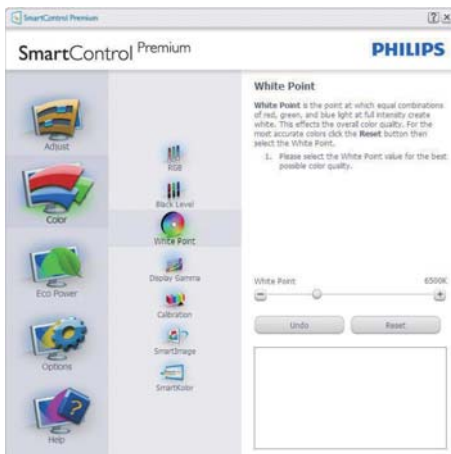 SmartControl Premium
SmartControl Premium
PHILIPS
Adjust
Color
Eco Power
Options
Help
RGB
Black Level
White Point
Display Gamma
Calibration
SmartImage
SmartKolor
White Point
White Point is the point at which equal combinations
of red, green, and blue light at full intensity create
white. This effects the overall color quality. For the
most accurate colors click the Reset button then
select the White Point.
1. Please select the White Point value for the best
possible color quality.
White Point 6500K
Undo Reset